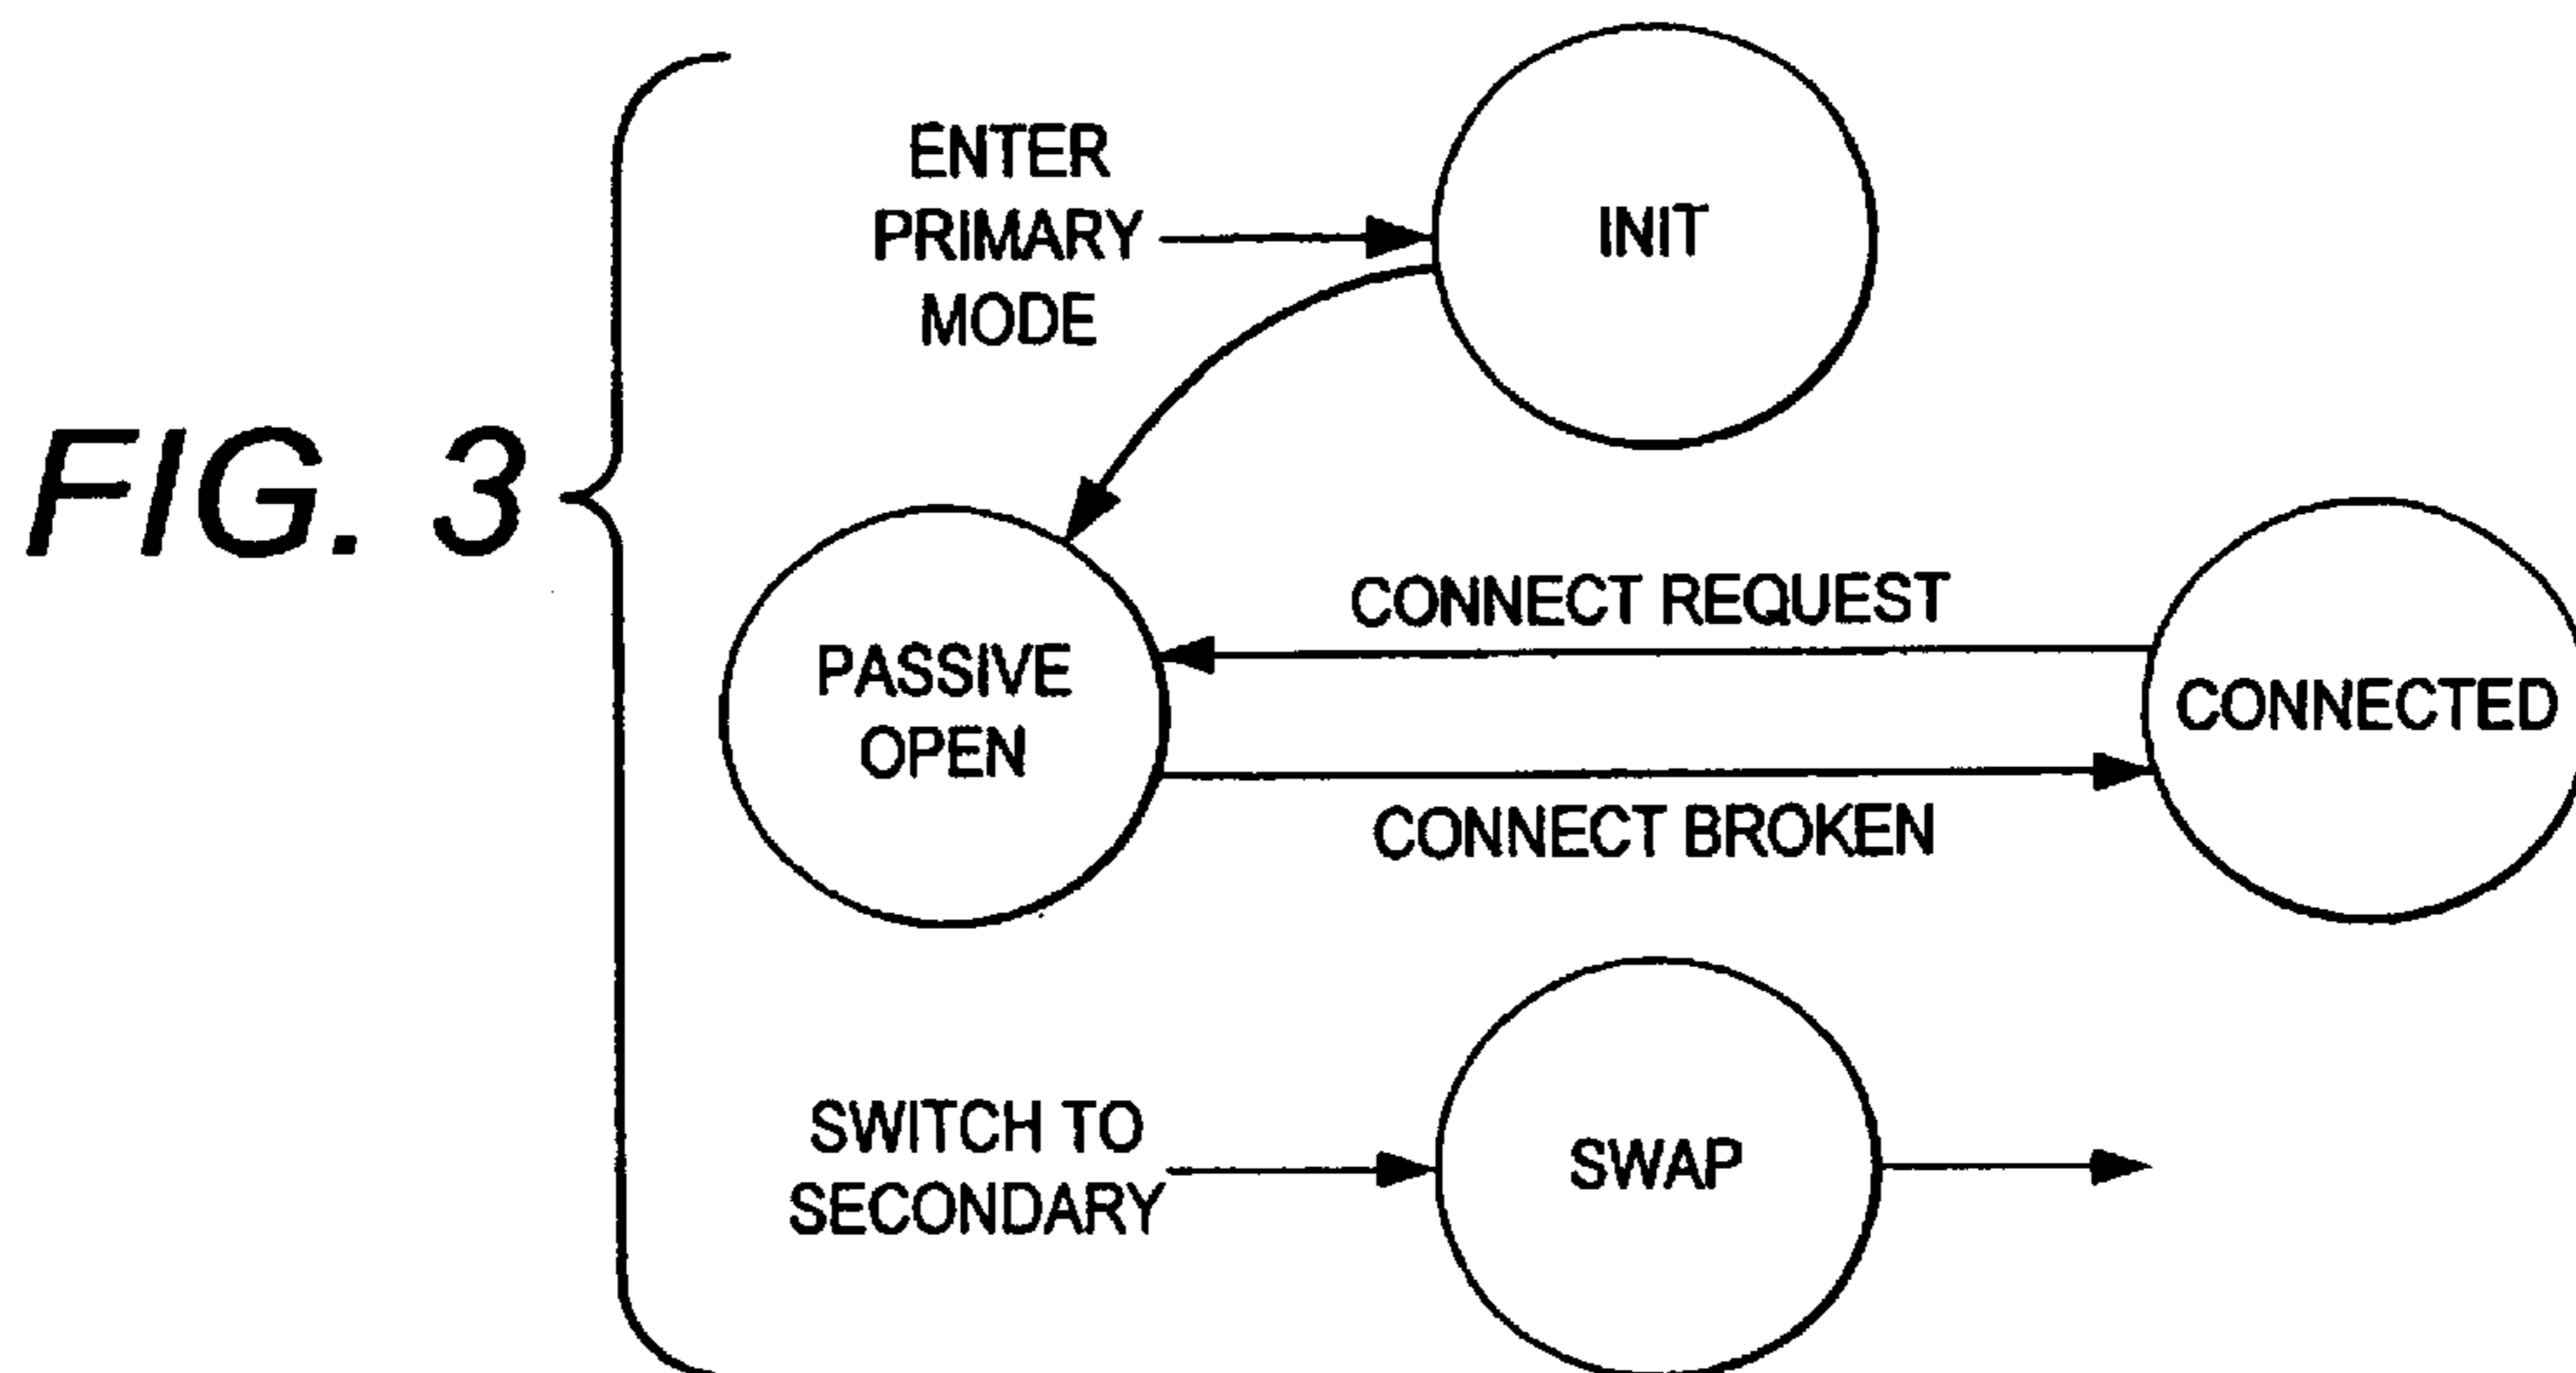 FIG. 3
ENTER
PRIMARY
MODE
INIT
PASSIVE
OPEN
CONNECT REQUEST
CONNECT BROKEN
CONNECTED
SWITCH TO
SECONDARY
SWAP